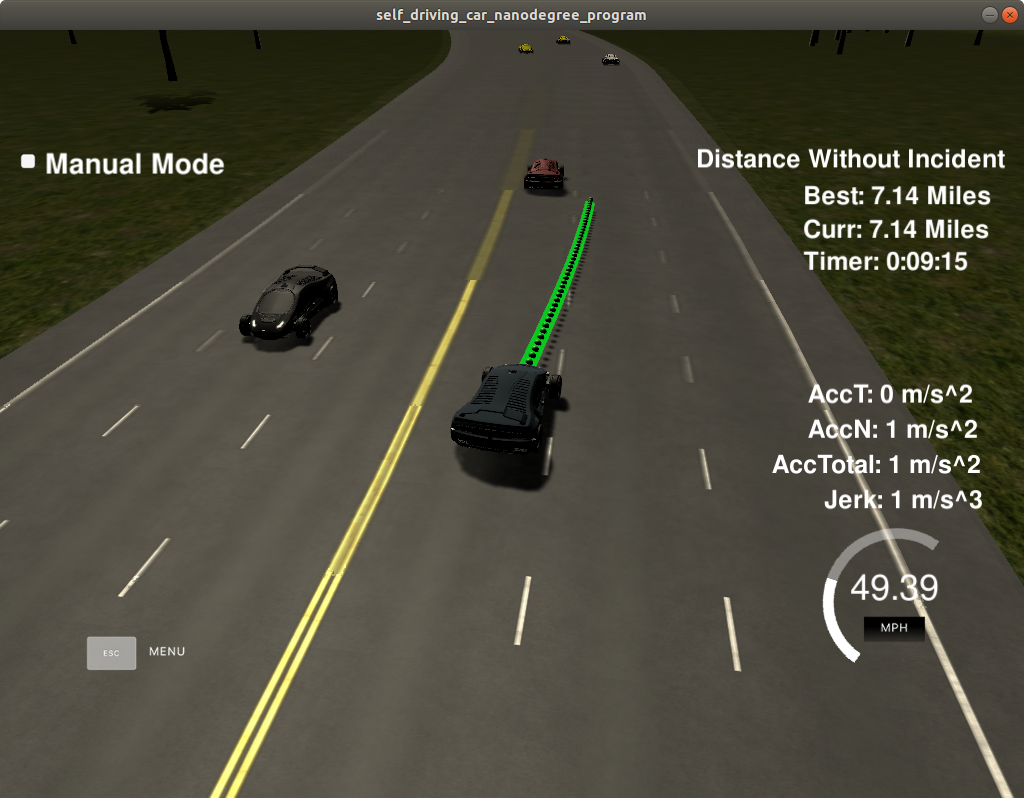 self_driving_car_nanodegree_program
Manual Mode
Distance Without Incident
Best: 7.14 Miles
Curr: 7.14 Miles
Timer: 0:09:15
AccT: 0 m/s^2
AccN: 1 m/s^2
AccTotal: 1 m/s^2
Jerk: 1 m/s^3
49.39
MPH
ESC MENU